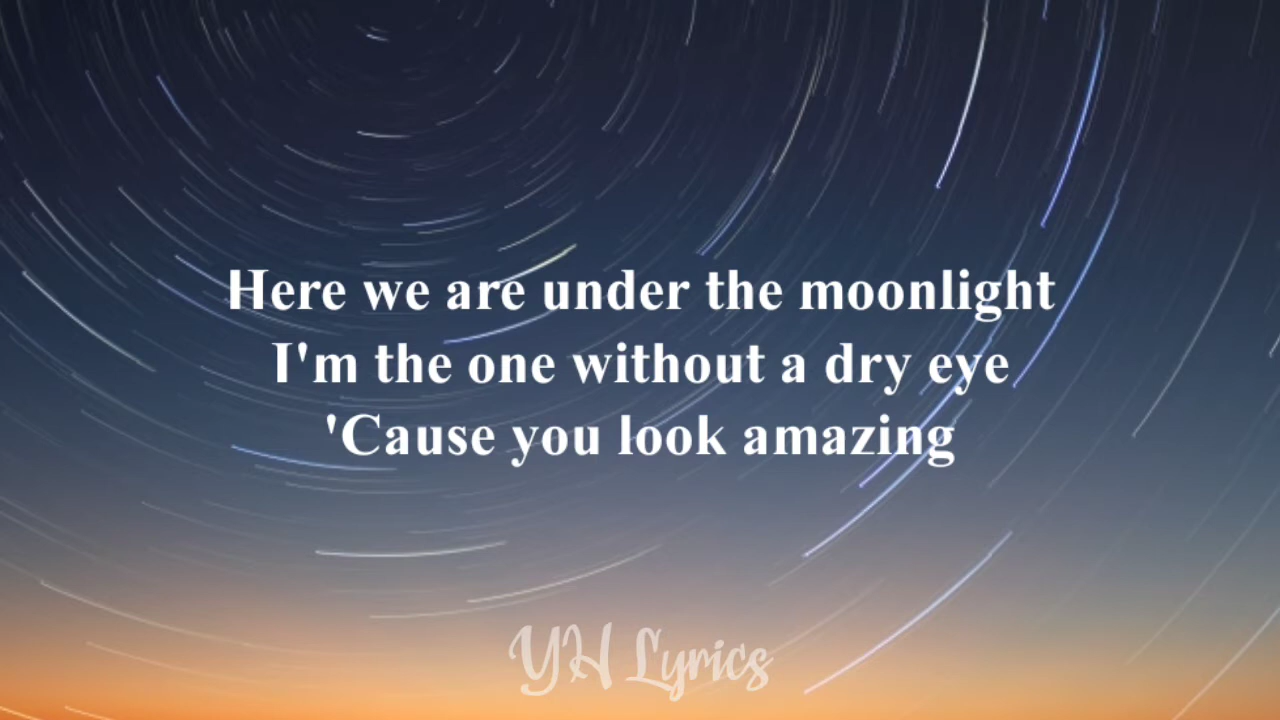 Here we are under the moonlight
I'm the one without a dry eye
'Cause you look amazing
YH Lyrics